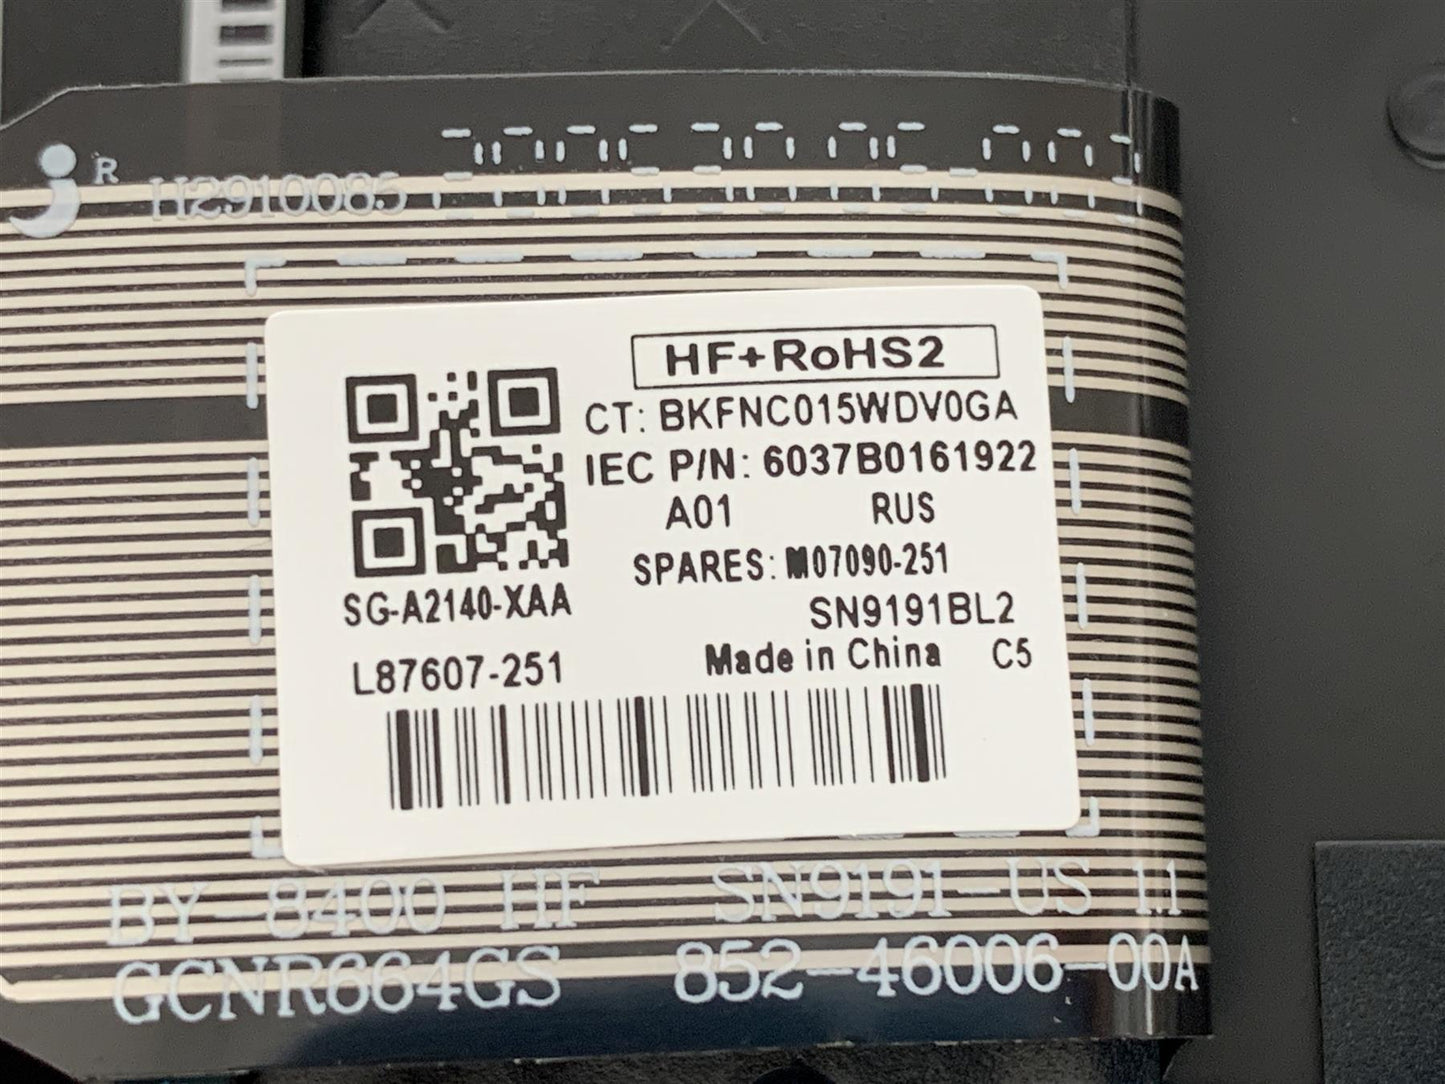 R
H2910085
HF+RoHS2
CT: BKFNC015WDV0GA
IEC P/N: 6037B0161922
A01 RUS
SPARES: M07090-251
SG-A2140-XAA
SN9191BL2
L87607-251
Made in China C5
BY-8400 HF SN9191-US 1.1
GCNR664GS 852-46006-00A